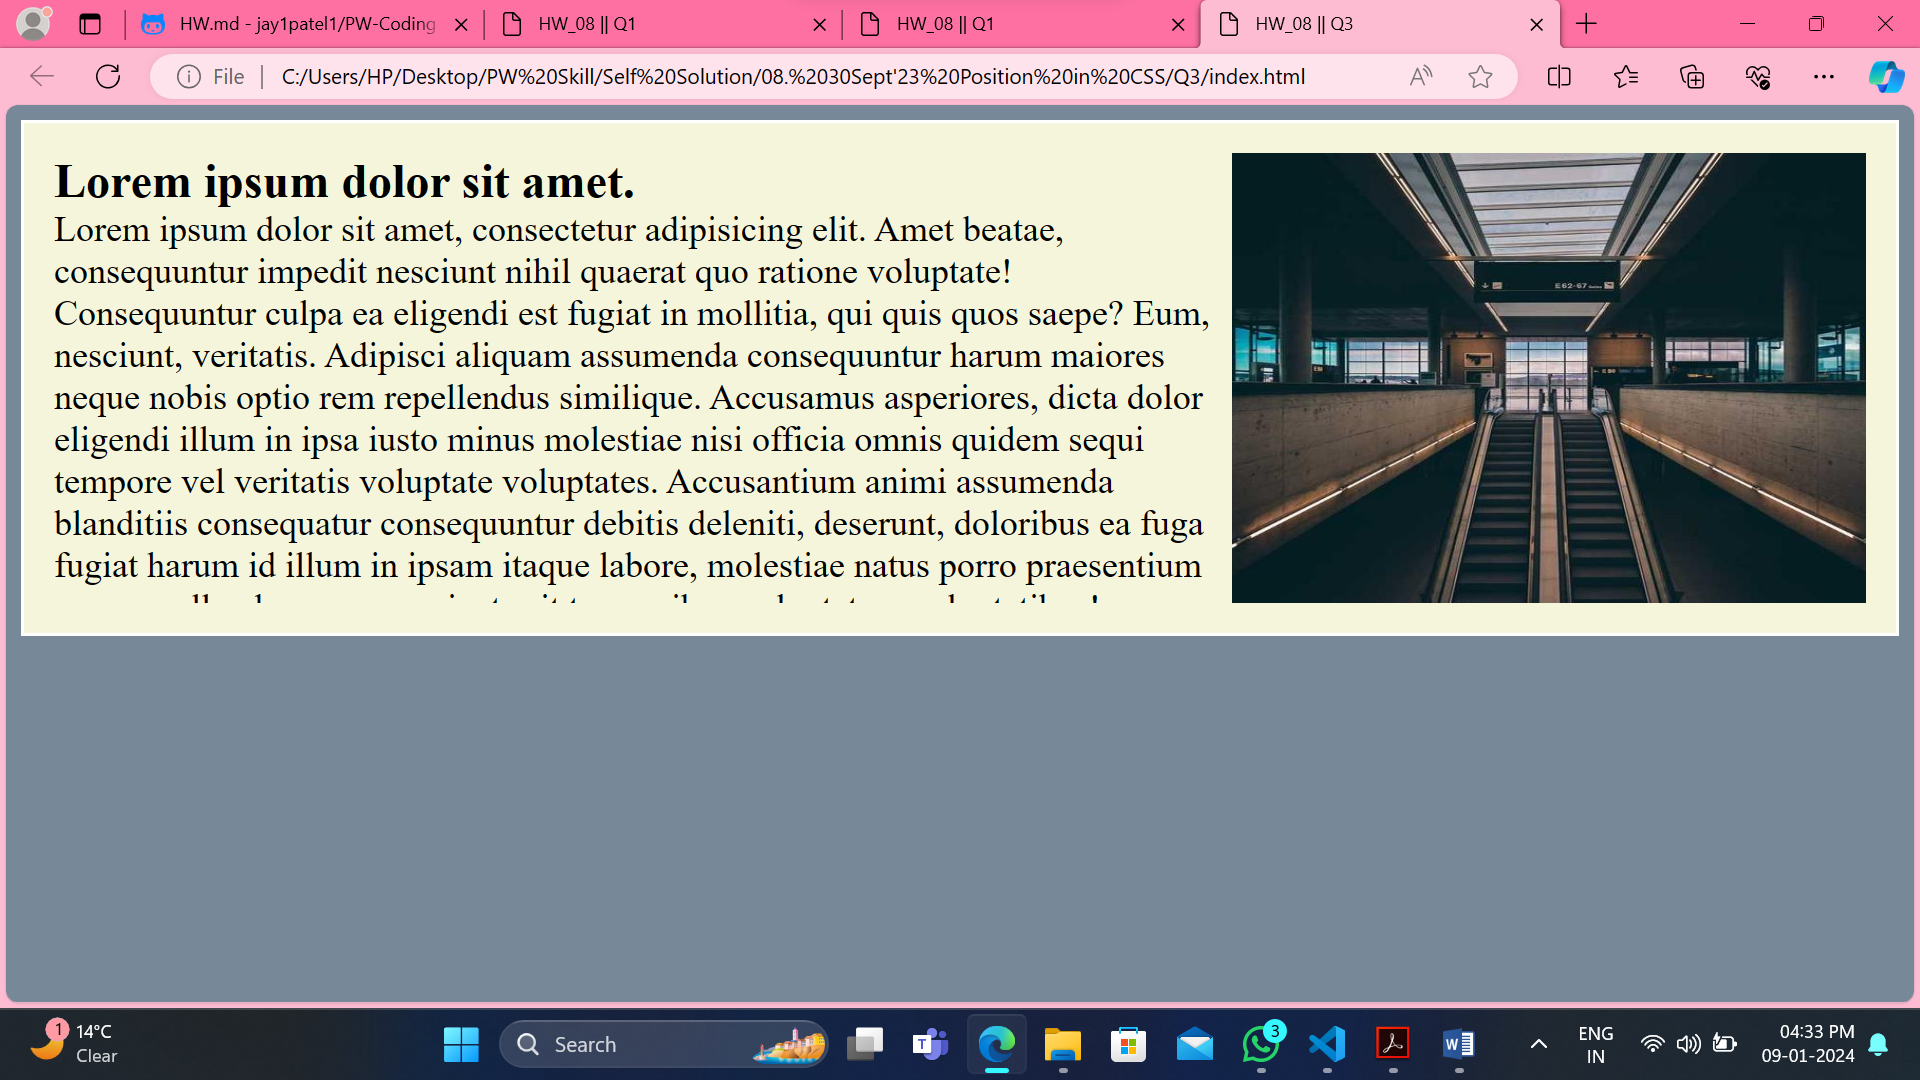 HW.md - jay1patel1/PW-Coding
HW_08 || Q1
HW_08 || Q1
HW_08 || Q3
File
C:/Users/HP/Desktop/PW%20Skill/Self%20Solution/08.%2030Sept'23%20Position%20in%20CSS/Q3/index.html
Lorem ipsum dolor sit amet.
Lorem ipsum dolor sit amet, consectetur adipisicing elit. Amet beatae,
consequuntur impedit nesciunt nihil quaerat quo ratione voluptate!
Consequuntur culpa ea eligendi est fugiat in mollitia, qui quis quos saepe? Eum,
nesciunt, veritatis. Adipisci aliquam assumenda consequuntur harum maiores
neque nobis optio rem repellendus similique. Accusamus asperiores, dicta dolor
eligendi illum in ipsa iusto minus molestiae nisi officia omnis quidem sequi
tempore vel veritatis voluptate voluptates. Accusantium animi assumenda
blanditiis consequatur consequuntur debitis deleniti, deserunt, doloribus ea fuga
fugiat harum id illum in ipsam itaque labore, molestiae natus porro praesentium
E62-67
1
14°C
Clear
Search
3
ENG
IN
04:33 PM
09-01-2024